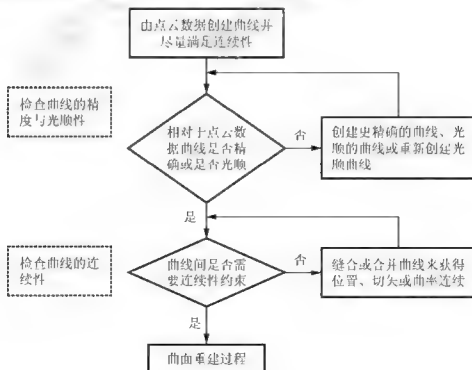 由点云数据创建曲线并
尽量满足连续性
检查曲线的精
度与光顺性
相对于点云数
据曲线是否精
确或是否光顺
否
创建更精确的曲线、光
顺的曲线或重新创建光
顺曲线
是
检查曲线的连
续性
曲线间是否需
要连续性约束
否
缝合或合并曲线来获得
位置、切矢或曲率连续
是
曲面重建过程